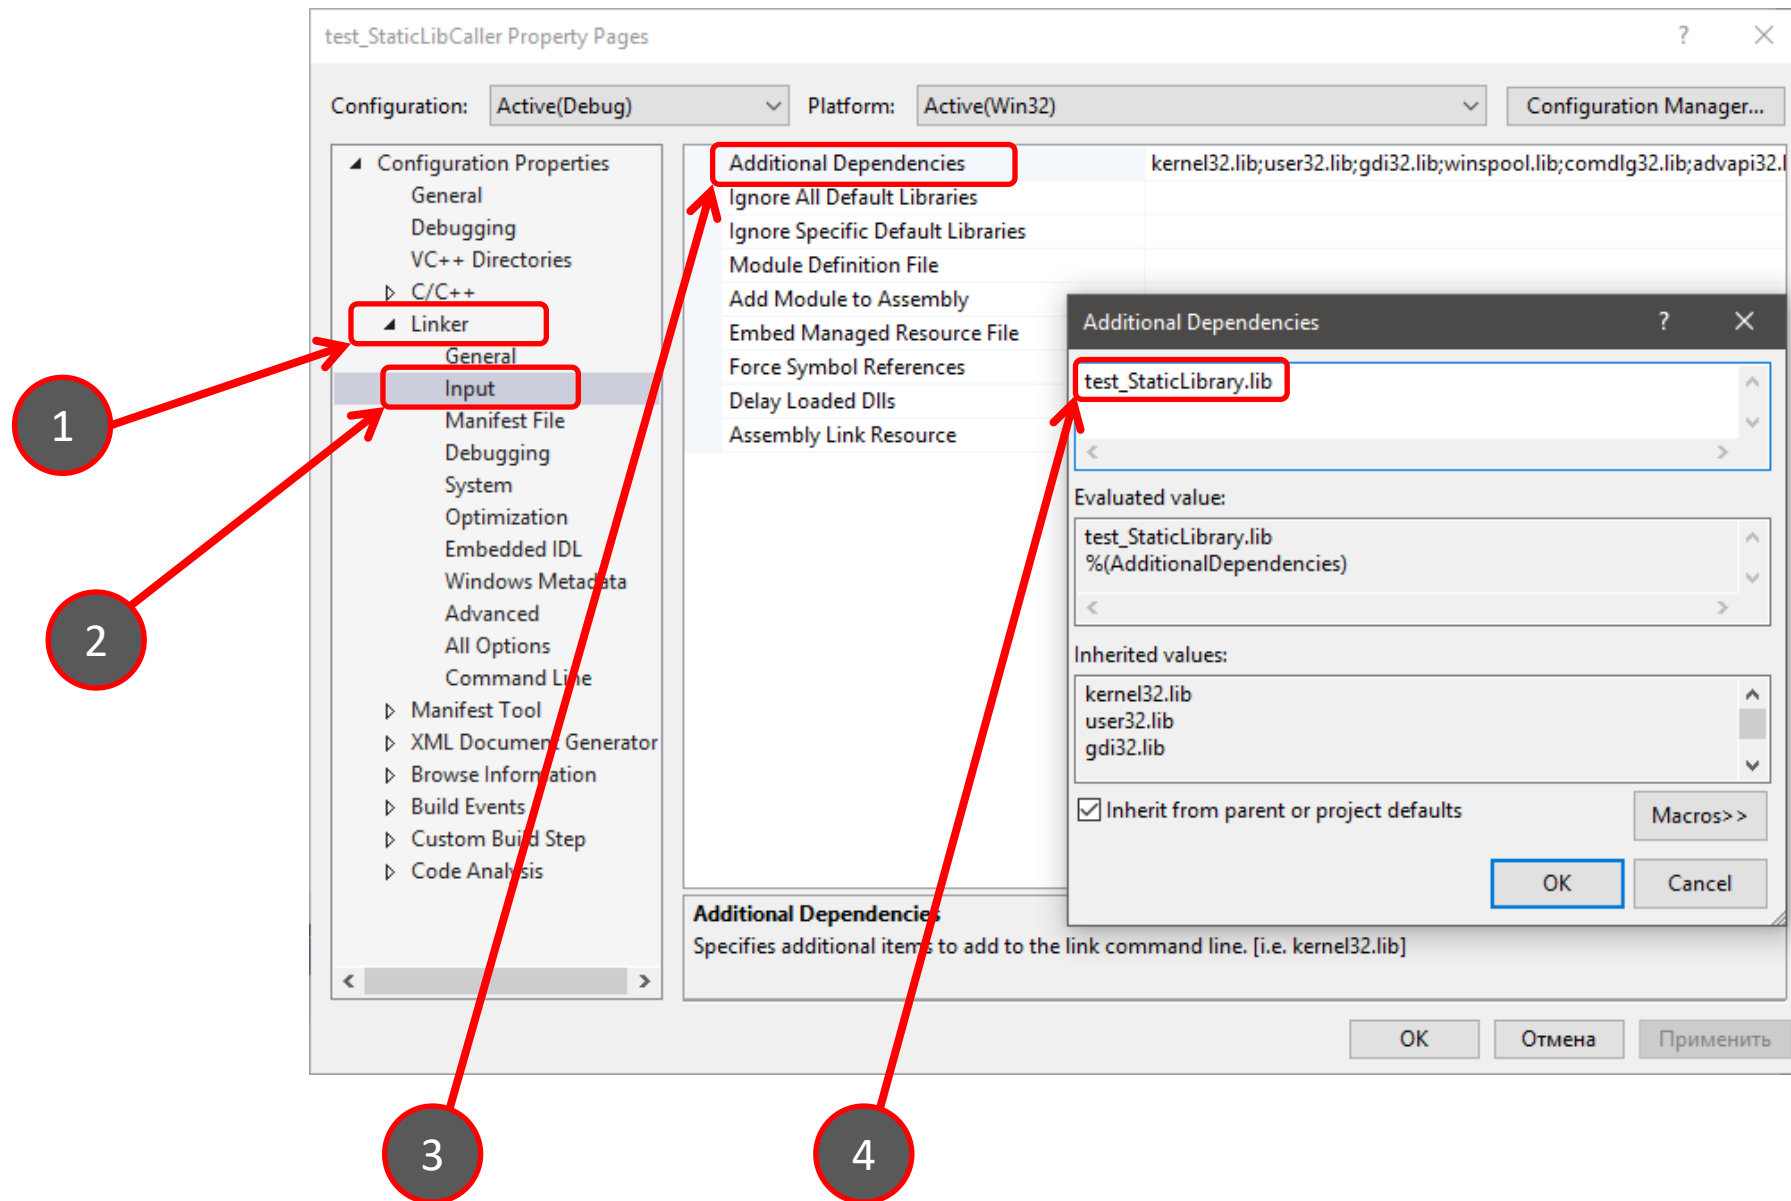 test_StaticLibCaller Property Pages
?
Configuration: Active(Debug) Platform: Active(Win32) Configuration Manager...
Configuration Properties
General
Debugging
VC++ Directories
C/C++
Linker
General
Input
Manifest File
Debugging
System
Optimization
Embedded IDL
Windows Metadata
Advanced
All Options
Command Line
Manifest Tool
XML Document Generator
Browse Information
Build Events
Custom Build Step
Code Analysis
Additional Dependencies kernel32.lib;user32.lib;gdi32.lib;winspool.lib;comdlg32.lib;advapi32.l
Ignore All Default Libraries
Ignore Specific Default Libraries
Module Definition File
Add Module to Assembly
Embed Managed Resource File
Force Symbol References
Delay Loaded Dlls
Assembly Link Resource
Additional Dependencies ?
test_StaticLibrary.lib
Evaluated value:
test_StaticLibrary.lib
%(AdditionalDependencies)
Inherited values:
kernel32.lib
user32.lib
gdi32.lib
Inherit from parent or project defaults
Macros>>
OK Cancel
Additional Dependencies
Specifies additional items to add to the link command line. [i.e. kernel32.lib]
OK Отмена Применить
1
2
3
4